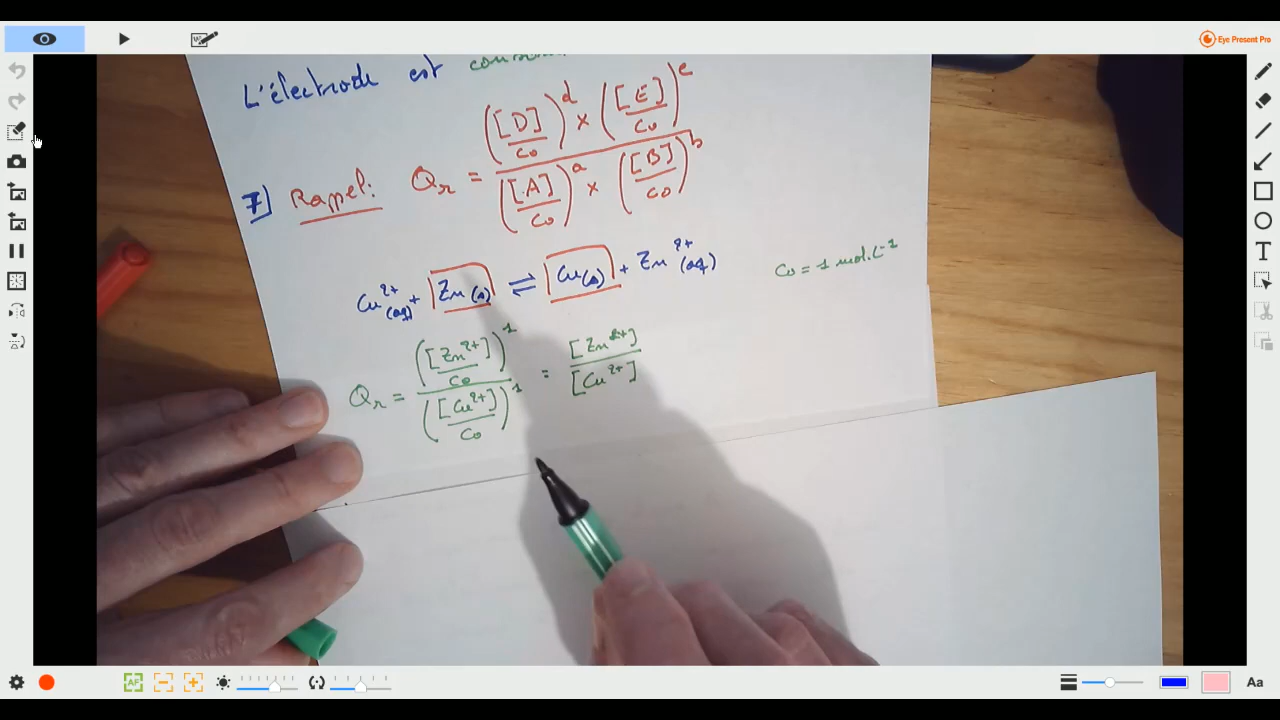 Eye Present Pro
L'électrode est
7) Rappel: Qr = ([D]/C0)^d × ([E]/C0)^e / ([A]/C0)^a × ([B]/C0)^b
Cu2+(aq) + Zn(s) ⇌ Cu(s) + Zn2+(aq)
C0 = 1 mol.L-1
Qr = ([Zn2+]/C0)^1 / ([Cu2+]/C0)^1 = [Zn2+] / [Cu2+]
Aa